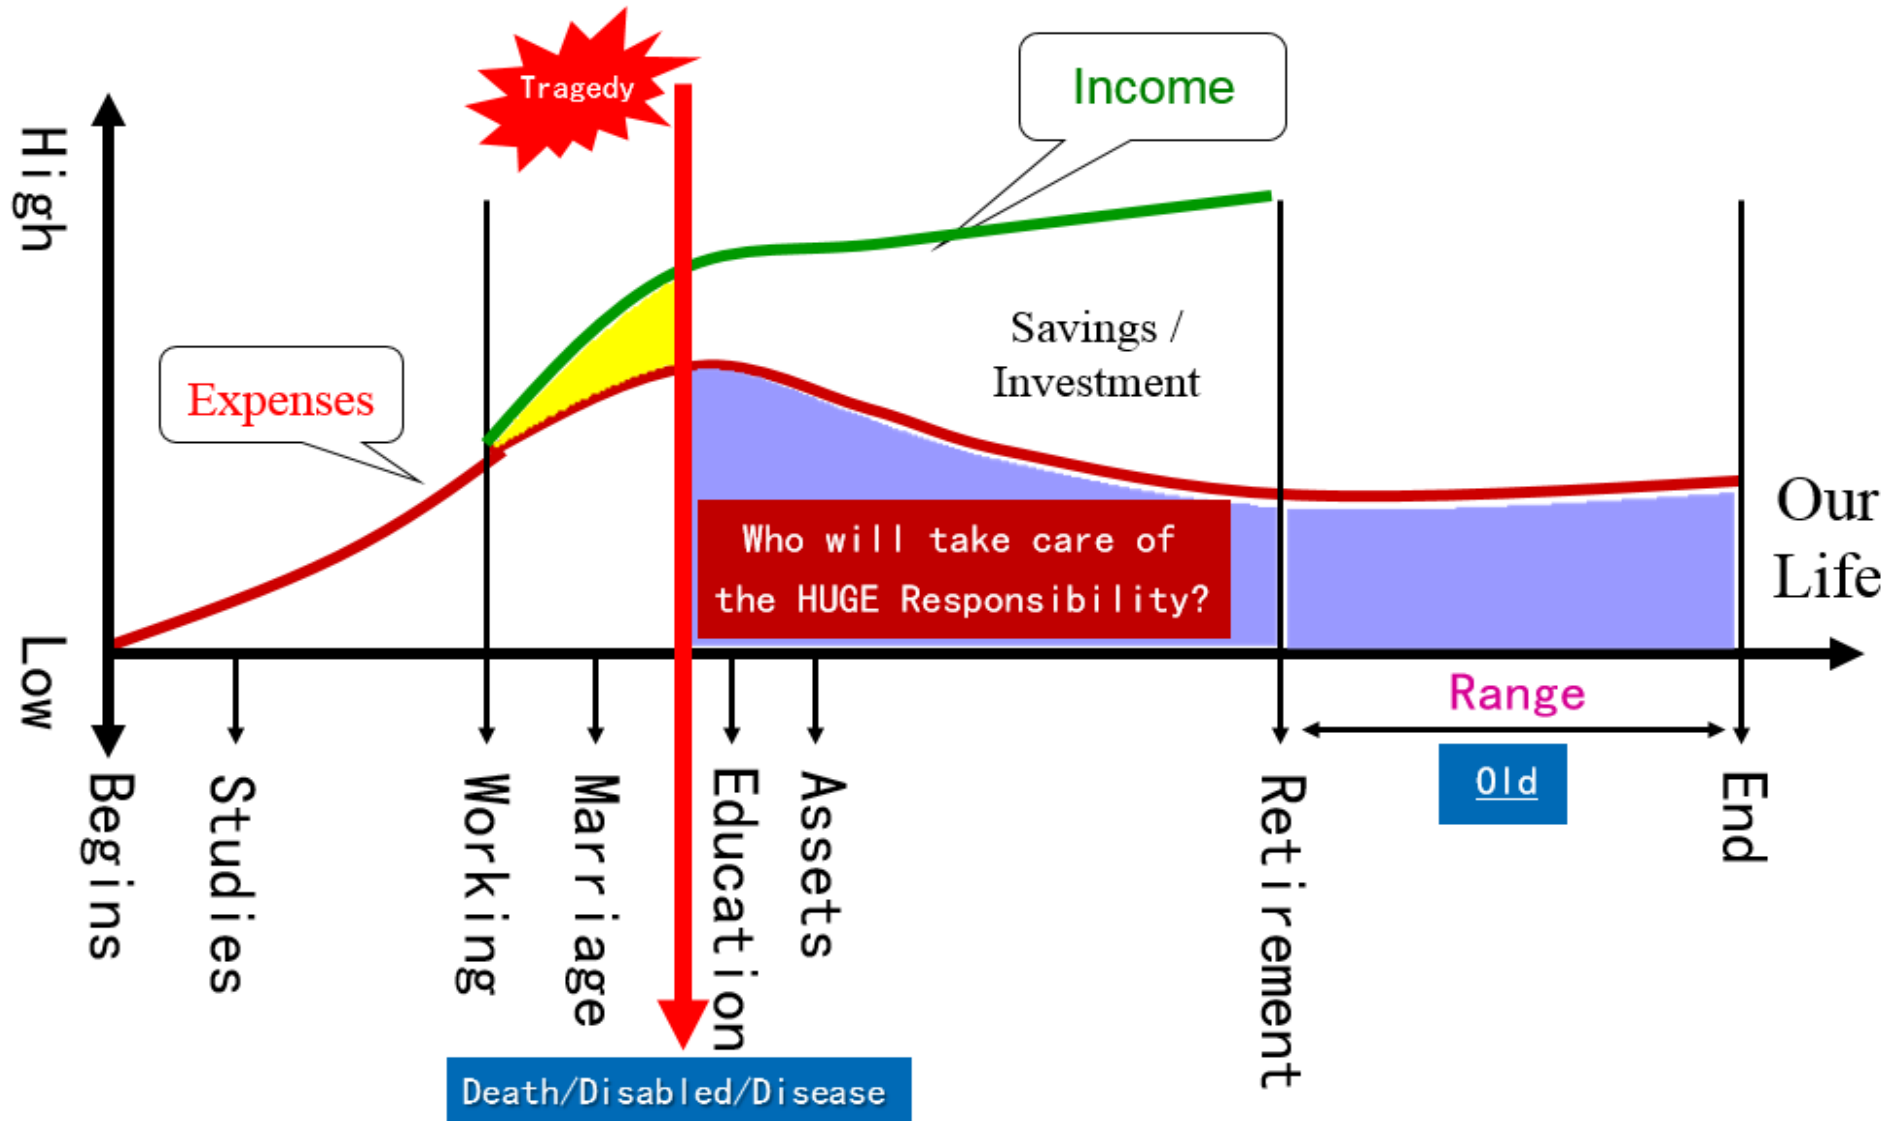 Tragedy
Income
High
Expenses
Savings /
Investment
Who will take care of
the HUGE Responsibility?
Our
Life
Low
Range
Old
Begins
Studies
Working
Marriage
Education
Assets
Retirement
End
Death/Disabled/Disease